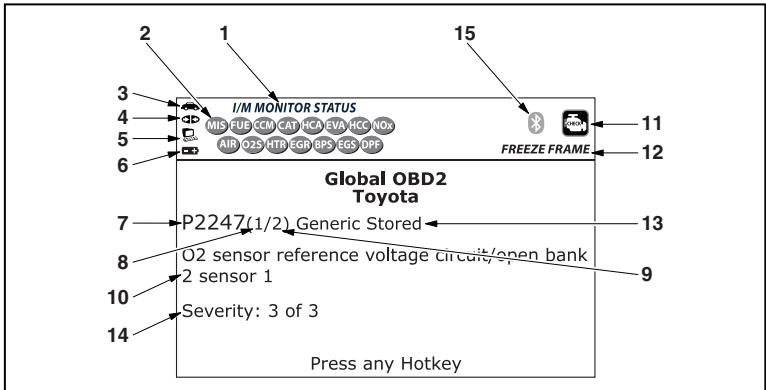 2 1 15
3
I/M MONITOR STATUS
4
MIS FUE CCM CAT HCA EVA HCC NOx
CHECK
11
5
AIR O2S HTR EGR BPS EGS DPF
6
FREEZE FRAME
12
Global OBD2
Toyota
7
P2247(1/2) Generic Stored
13
8
O2 sensor reference voltage circuit/open bank
9
10
2 sensor 1
14
Severity: 3 of 3
Press any Hotkey